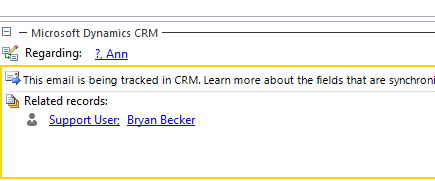 Microsoft Dynamics CRM
Regarding: ?, Ann
This email is being tracked in CRM. Learn more about the fields that are synchroni
Related records:
Support User; Bryan Becker